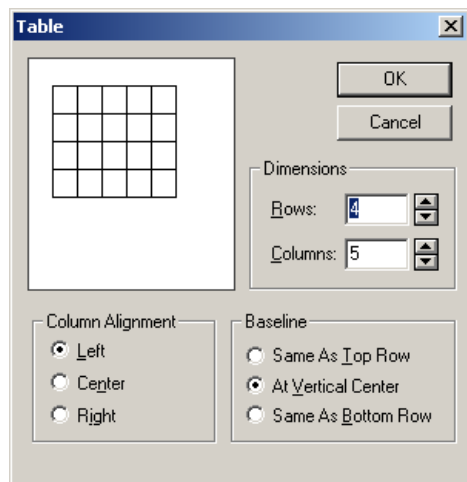 Table
OK
Cancel
Dimensions
Rows: 4
Columns: 5
Column Alignment
Left
Center
Right
Baseline
Same As Top Row
At Vertical Center
Same As Bottom Row